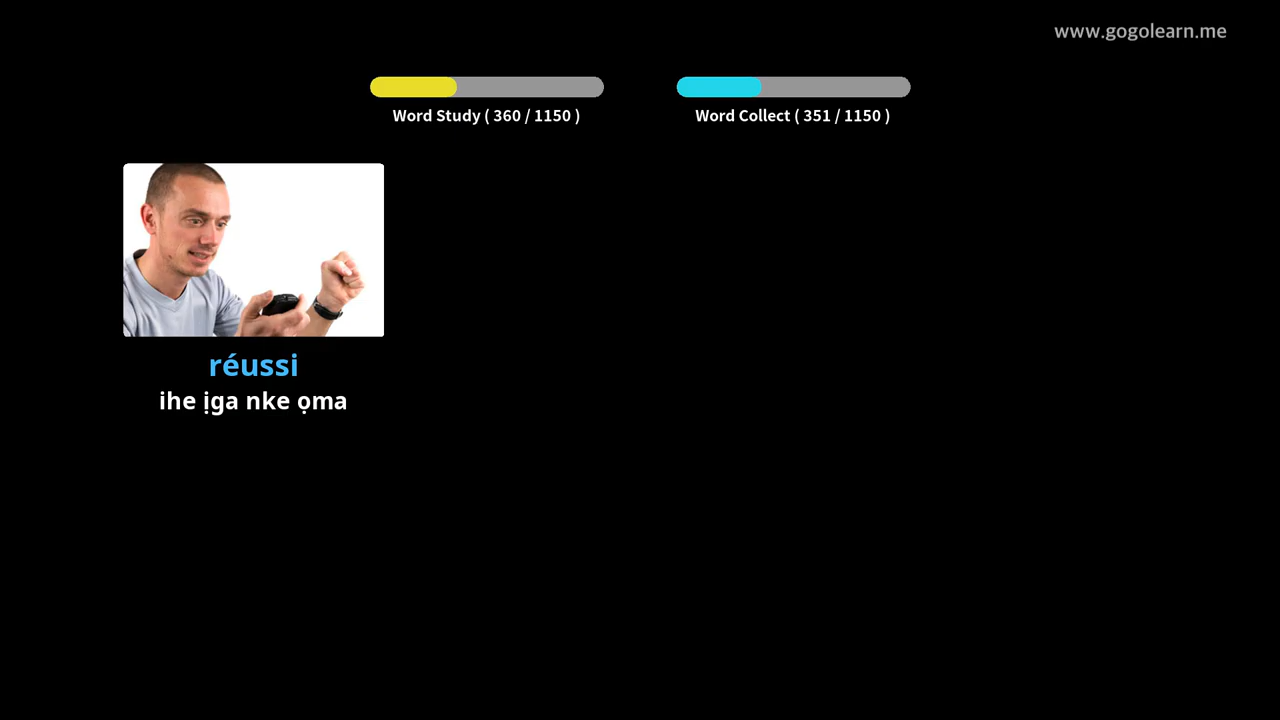 www.gogolearn.me
Word Study ( 360 / 1150 )
Word Collect ( 351 / 1150 )
réussi
ihe ịga nke ọma